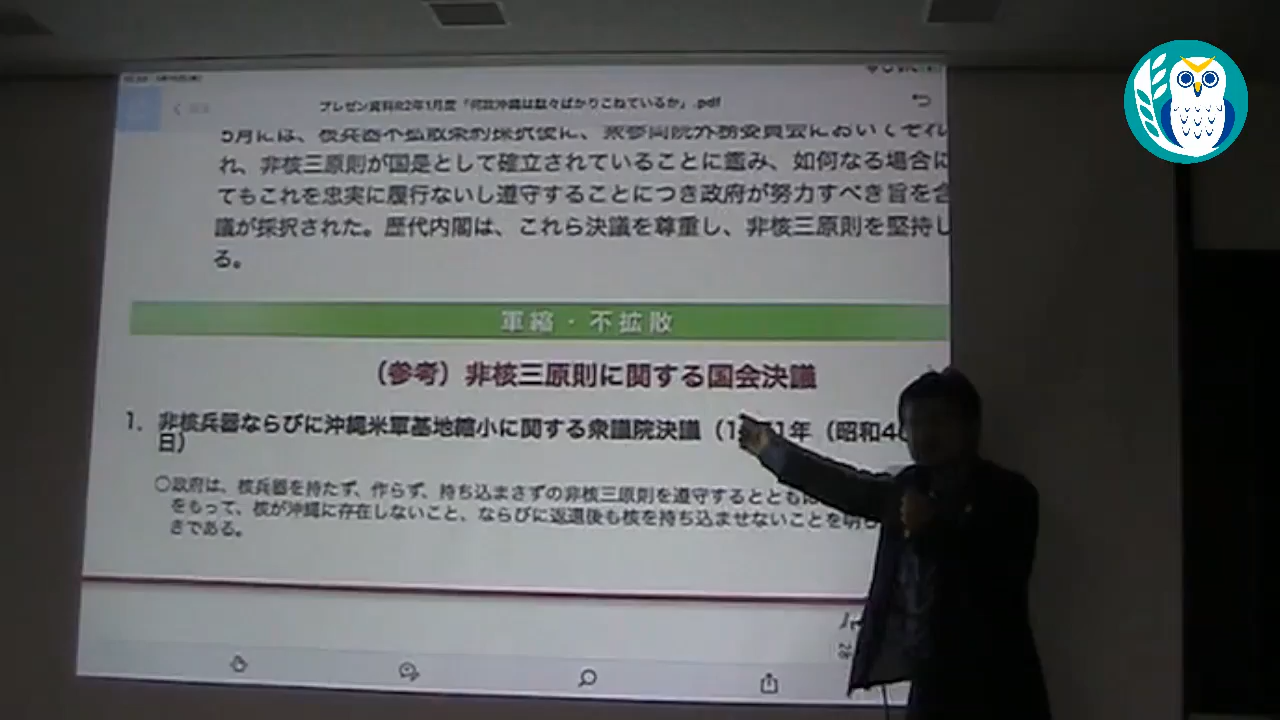 プレゼン資料R2年1月度「何故沖縄は駄々ばかりこねているか」.pdf
5月には、核兵器不拡散条約採択後に、衆参両院外務委員会においてそれ
れ、非核三原則が国是として確立されていることに鑑み、如何なる場合に
てもこれを忠実に履行ないし遵守することにつき政府が努力すべき旨を含
議が採択された。歴代内閣は、これら決議を尊重し、非核三原則を堅持し
る。
軍縮・不拡散
(参考)非核三原則に関する国会決議
1. 非核兵器ならびに沖縄米軍基地縮小に関する衆議院決議(1 1年(昭和4
日)
○政府は、核兵器を持たず、作らず、持ち込まさずの非核三原則を遵守するとともに
をもって、核が沖縄に存在しないこと、ならびに返還後も核を持ち込ませないことを明ら
きである。
28